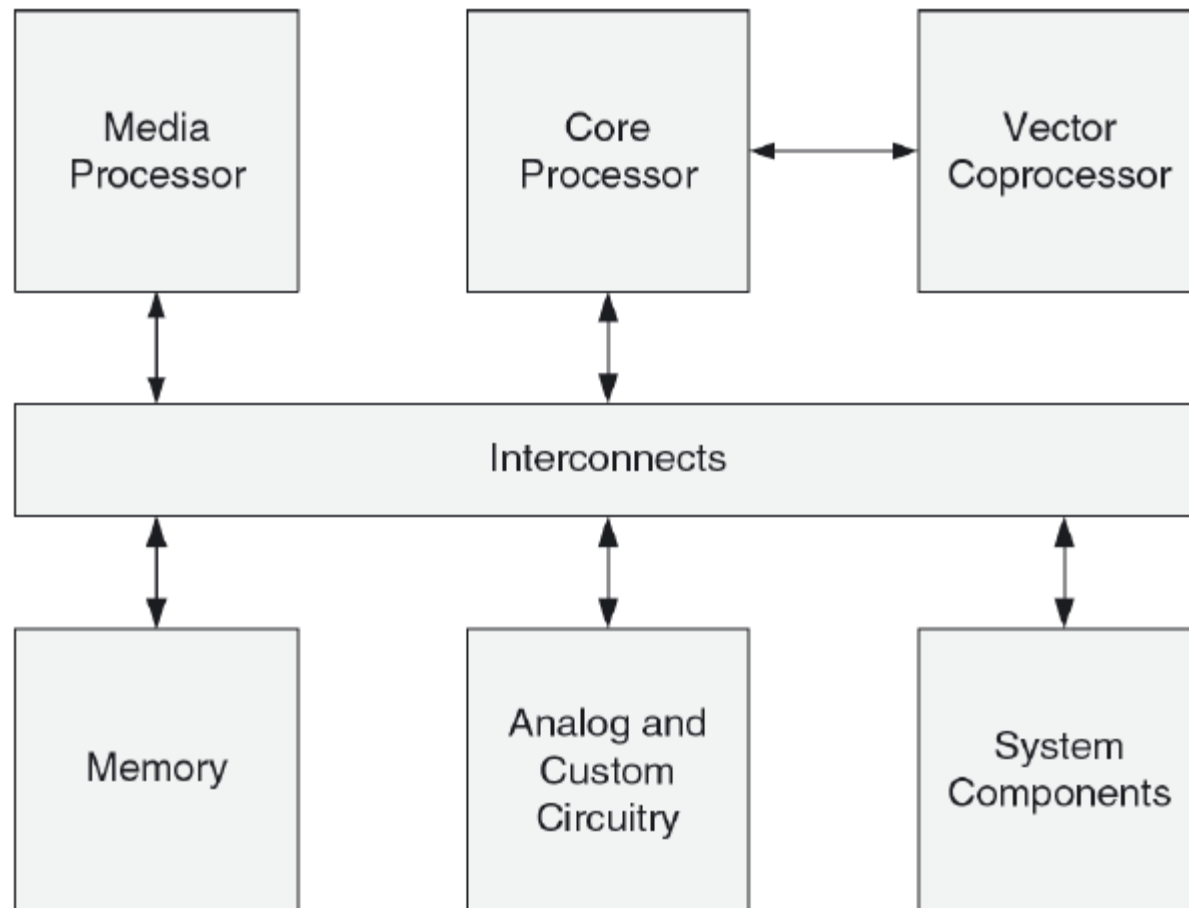 Media
Processor
Core
Processor
Vector
Coprocessor
Interconnects
Memory
Analog and
Custom
Circuitry
System
Components